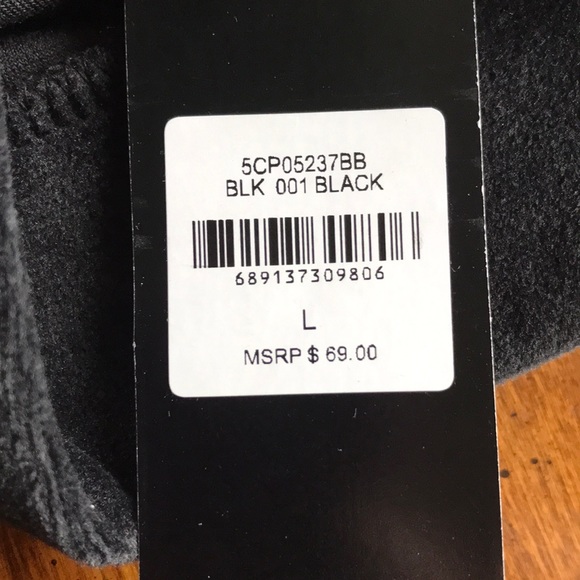 5CP05237BB
BLK 001 BLACK
689137309806
L
MSRP $ 69.00